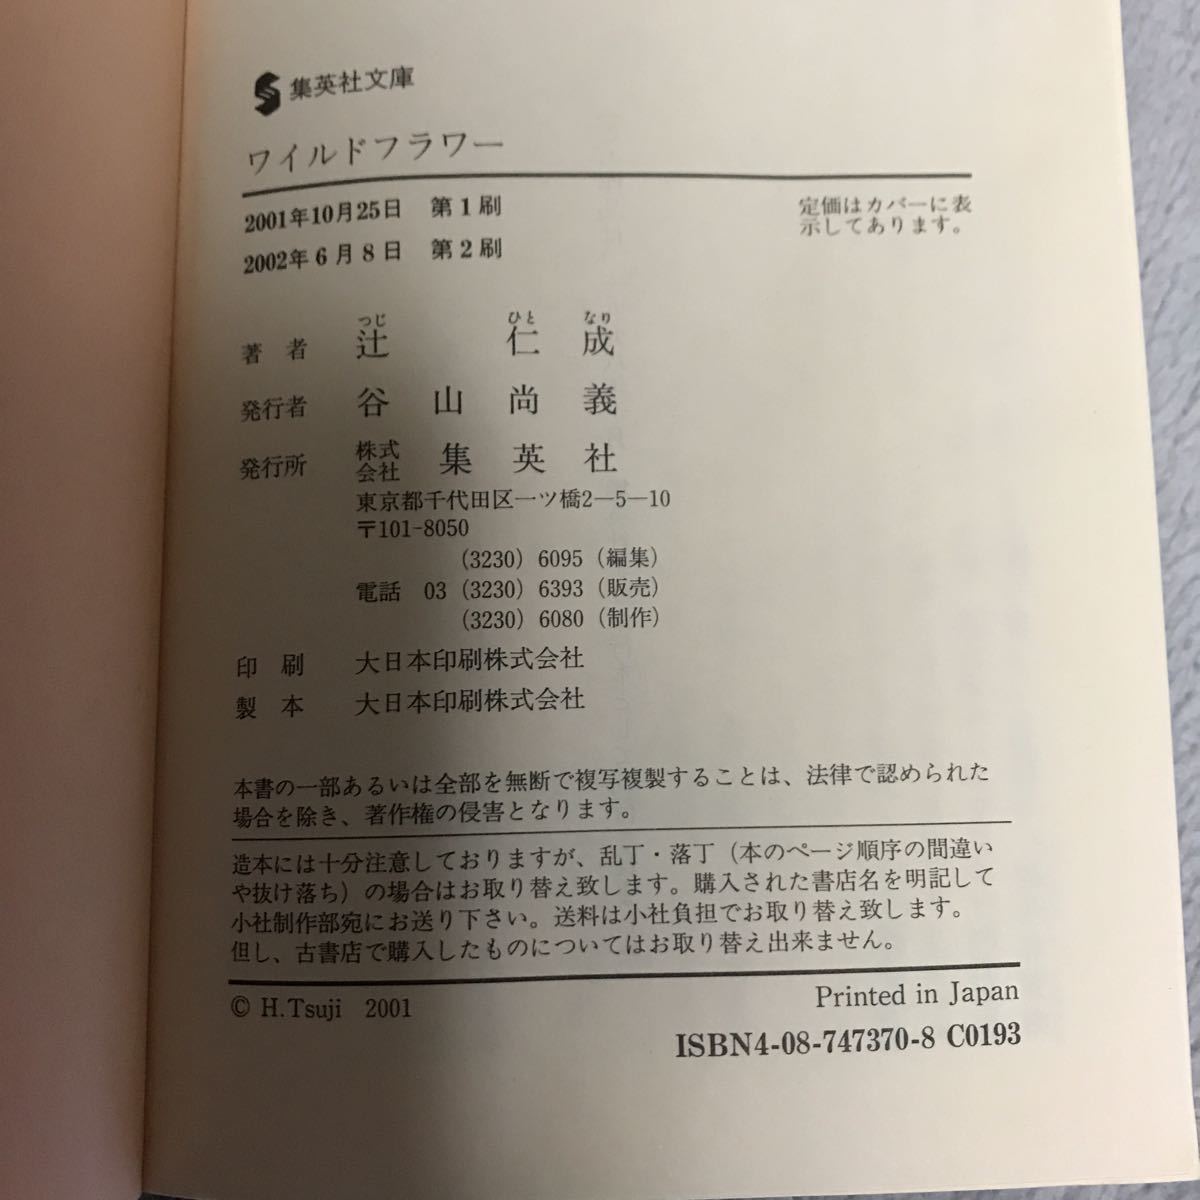 集英社文庫
ワイルドフラワー
2001年10月25日　第1刷
2002年6月8日　第2刷
定価はカバーに表
示してあります。
つじ　ひと　なり
著者　辻　仁成
発行者　谷山尚義
発行所　株式会社　集英社
東京都千代田区一ツ橋2—5—10
〒101-8050
(3230) 6095（編集）
電話　03 (3230) 6393（販売）
(3230) 6080（制作）
印刷　大日本印刷株式会社
製本　大日本印刷株式会社
本書の一部あるいは全部を無断で複写複製することは、法律で認められた
場合を除き、著作権の侵害となります。
造本には十分注意しておりますが、乱丁・落丁（本のページ順序の間違い
や抜け落ち）の場合はお取り替え致します。購入された書店名を明記して
小社制作部宛にお送り下さい。送料は小社負担でお取り替え致します。
但し、古書店で購入したものについてはお取り替え出来ません。
© H.Tsuji　2001
Printed in Japan
ISBN4-08-747370-8 C0193